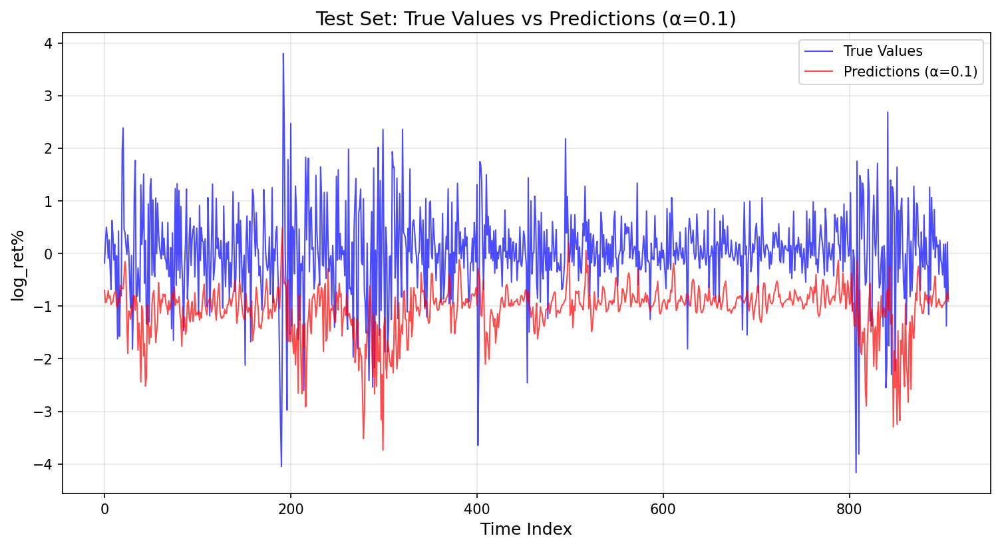 Test Set: True Values vs Predictions (α=0.1)
True Values
Predictions (α=0.1)
log_ret%
4
3
2
1
0
−1
−2
−3
−4
0
200
400
600
800
Time Index